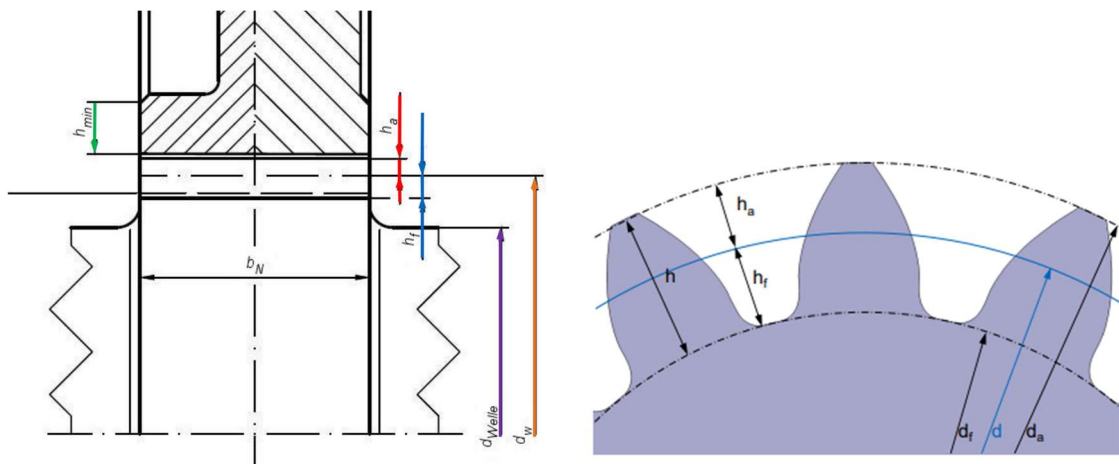 h_min
h_a
h_f
b_N
d_Welle
d_w
h_a
h
h_f
d_f
d
d_a